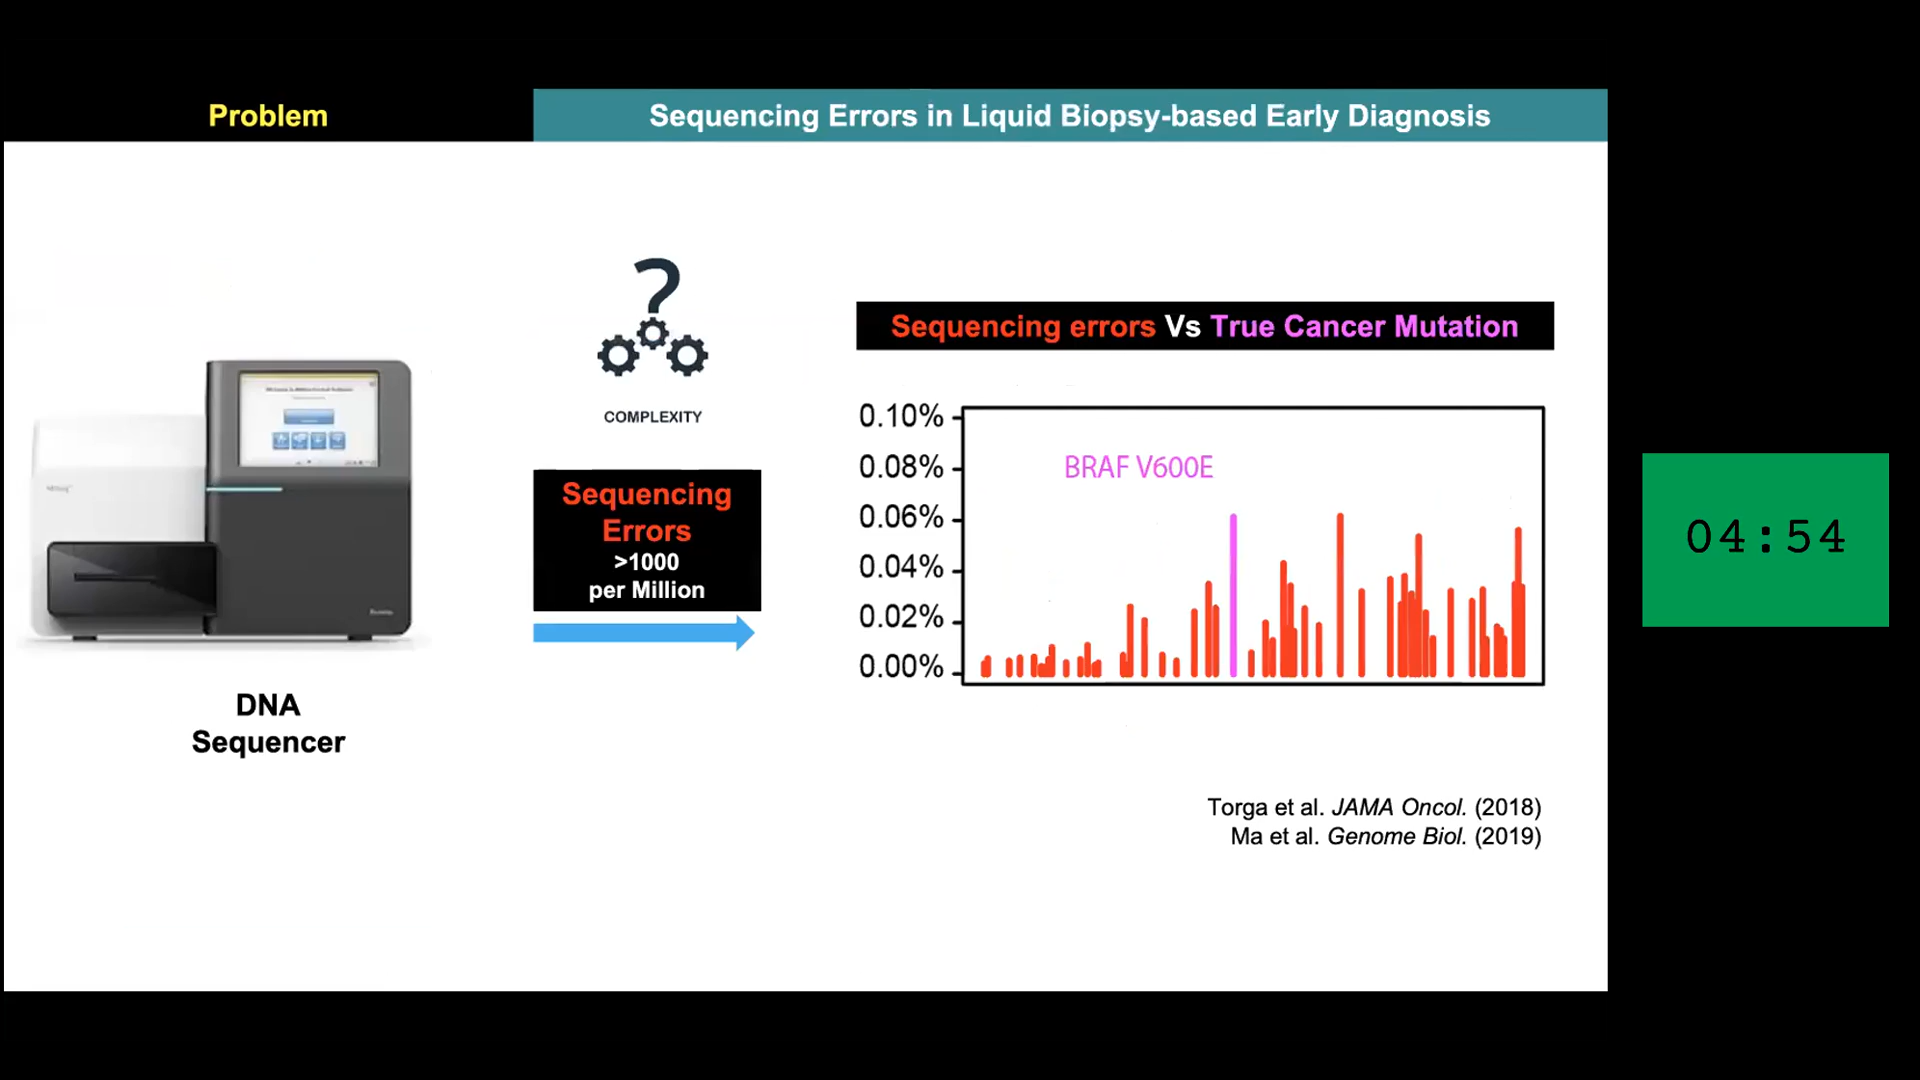 Problem
Sequencing Errors in Liquid Biopsy-based Early Diagnosis
COMPLEXITY
Sequencing
Errors
>1000
per Million
DNA
Sequencer
Sequencing errors Vs True Cancer Mutation
0.10%
0.08%
0.06%
0.04%
0.02%
0.00%
BRAF V600E
Torga et al. JAMA Oncol. (2018)
Ma et al. Genome Biol. (2019)
04:54